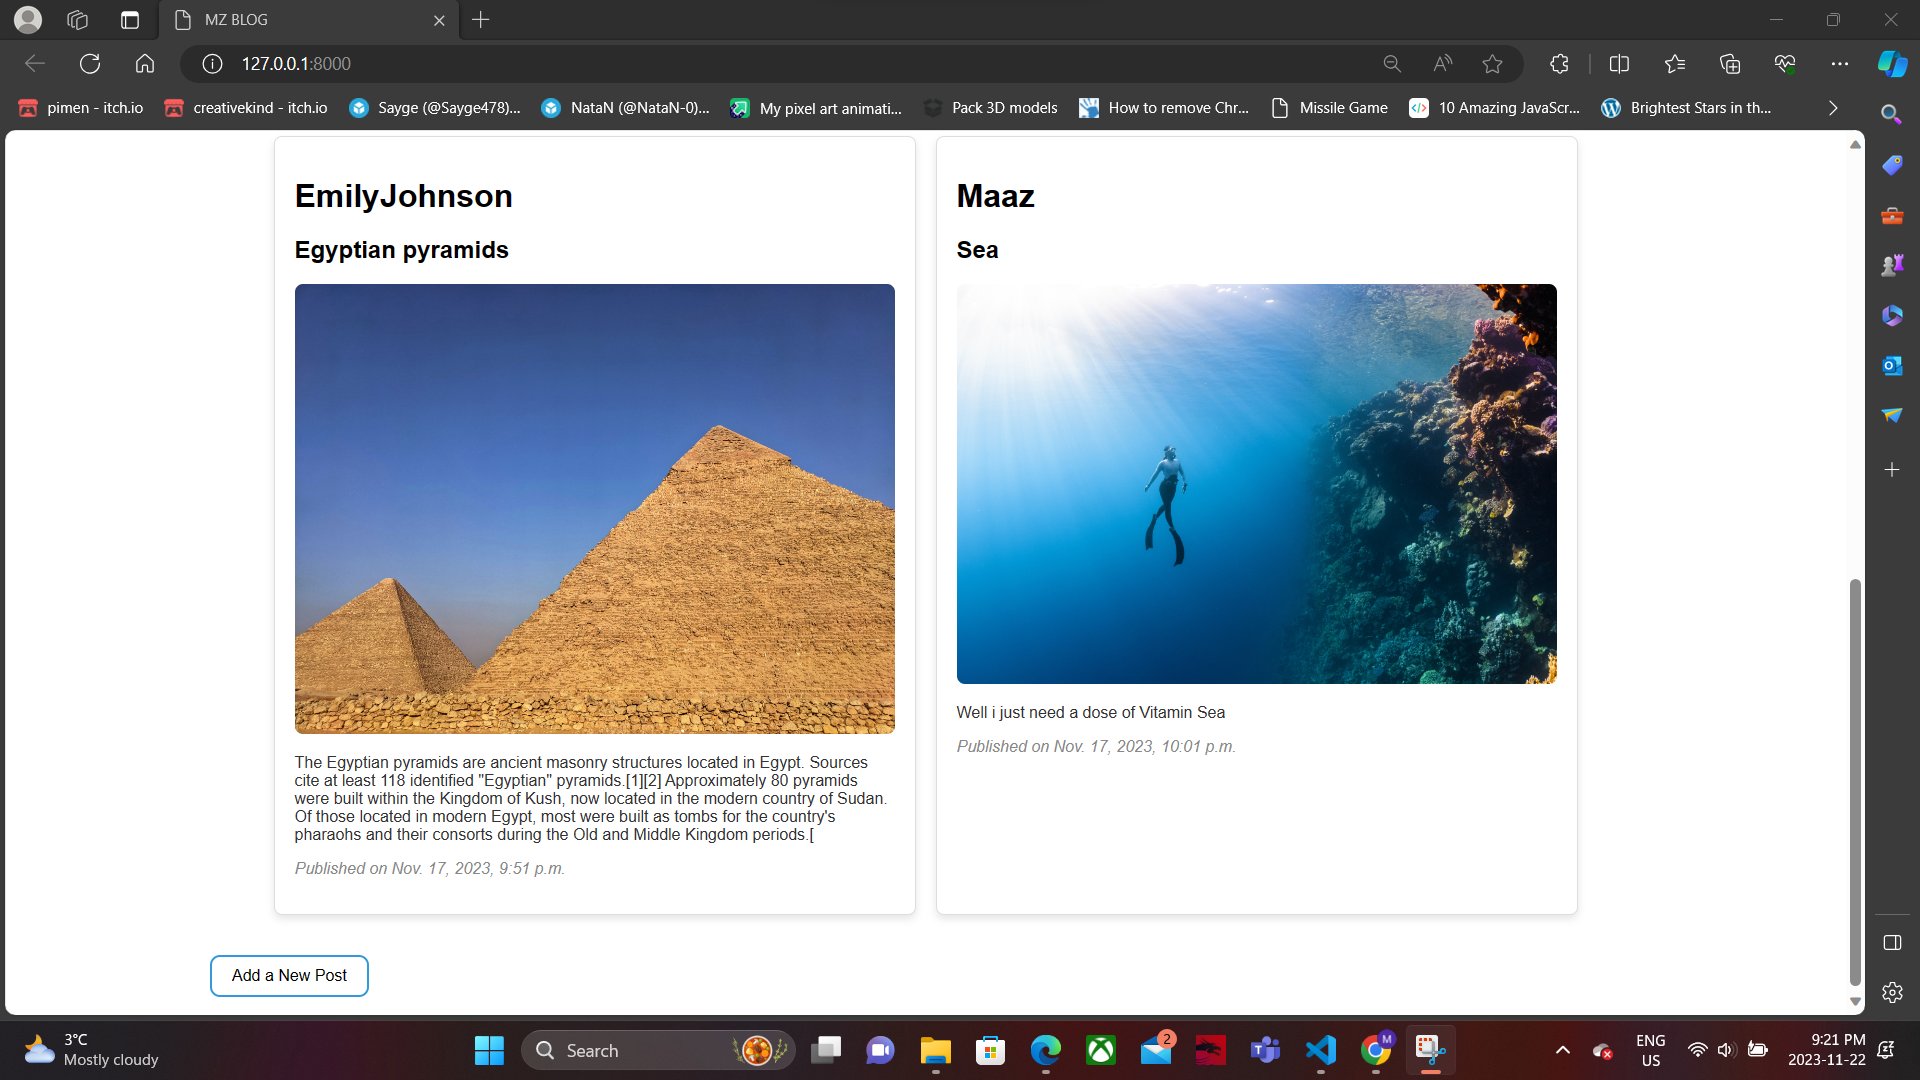 MZ BLOG
127.0.0.1:8000
pimen - itch.io
creativekind - itch.io
Sayge (@Sayge478)...
NataN (@NataN-0)...
My pixel art animati...
Pack 3D models
How to remove Chr...
Missile Game
10 Amazing JavaScr...
Brightest Stars in th...
EmilyJohnson
Egyptian pyramids
The Egyptian pyramids are ancient masonry structures located in Egypt. Sources
cite at least 118 identified "Egyptian" pyramids.[1][2] Approximately 80 pyramids
were built within the Kingdom of Kush, now located in the modern country of Sudan.
Of those located in modern Egypt, most were built as tombs for the country's
pharaohs and their consorts during the Old and Middle Kingdom periods.[
Published on Nov. 17, 2023, 9:51 p.m.
Maaz
Sea
Well i just need a dose of Vitamin Sea
Published on Nov. 17, 2023, 10:01 p.m.
Add a New Post
3°C
Mostly cloudy
Search
2
M
ENG
US
9:21 PM
2023-11-22